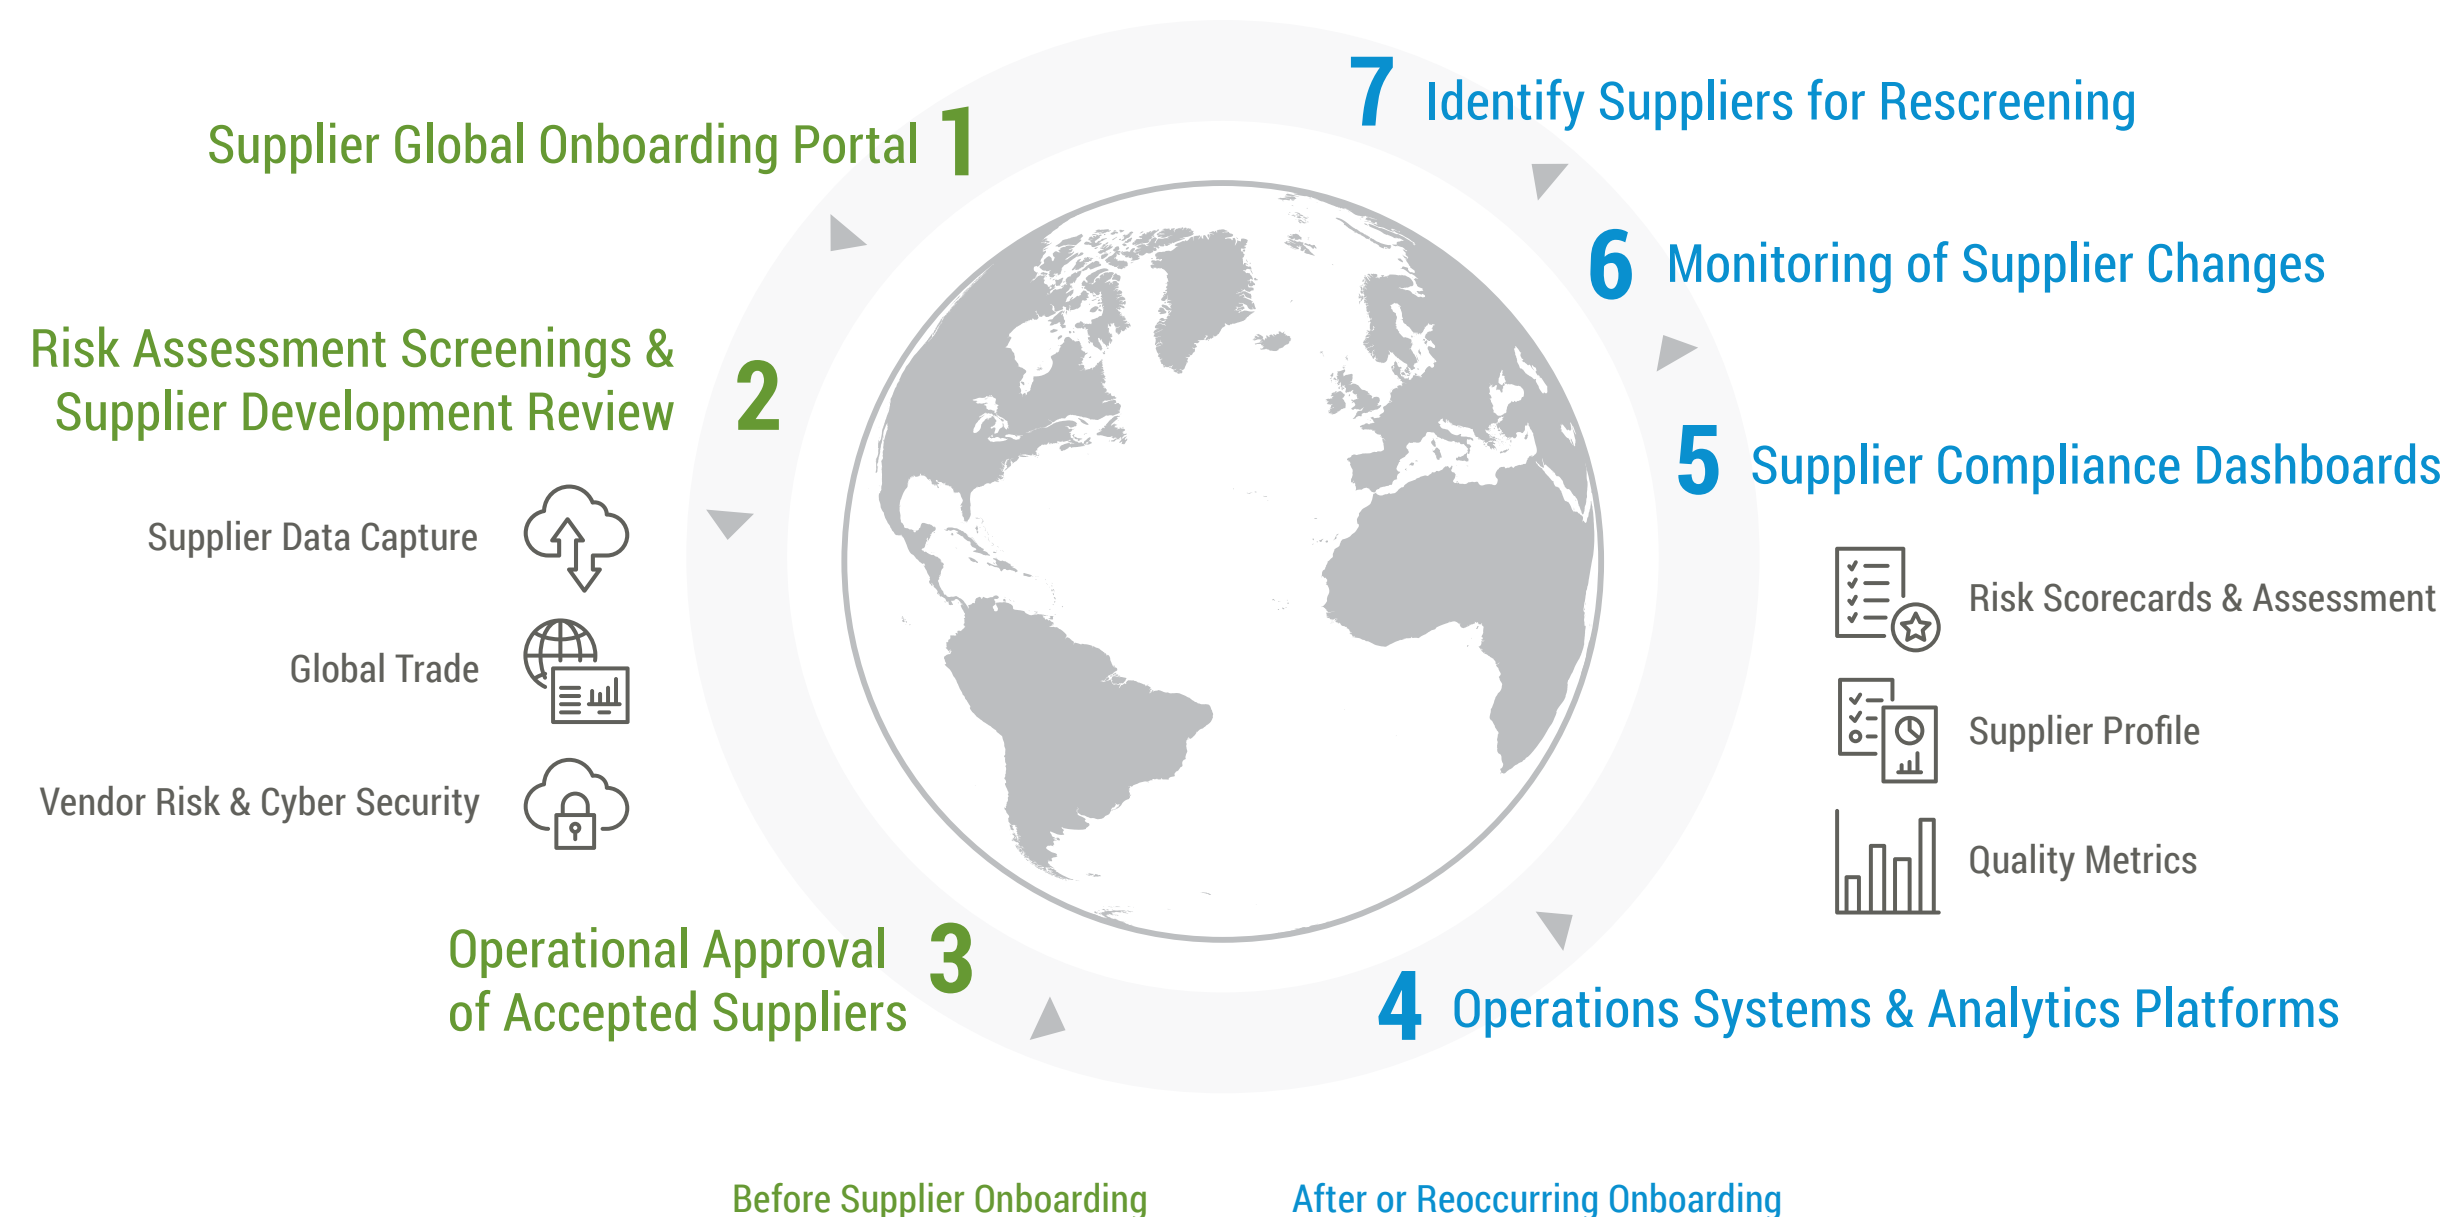 1
Supplier Global Onboarding Portal
2
Risk Assessment Screenings &
Supplier Development Review
Supplier Data Capture
Global Trade
Vendor Risk & Cyber Security
3
Operational Approval
of Accepted Suppliers
4 Operations Systems & Analytics Platforms
5 Supplier Compliance Dashboards
Risk Scorecards & Assessment
Supplier Profile
Quality Metrics
6 Monitoring of Supplier Changes
7 Identify Suppliers for Rescreening
Before Supplier Onboarding
After or Reoccurring Onboarding